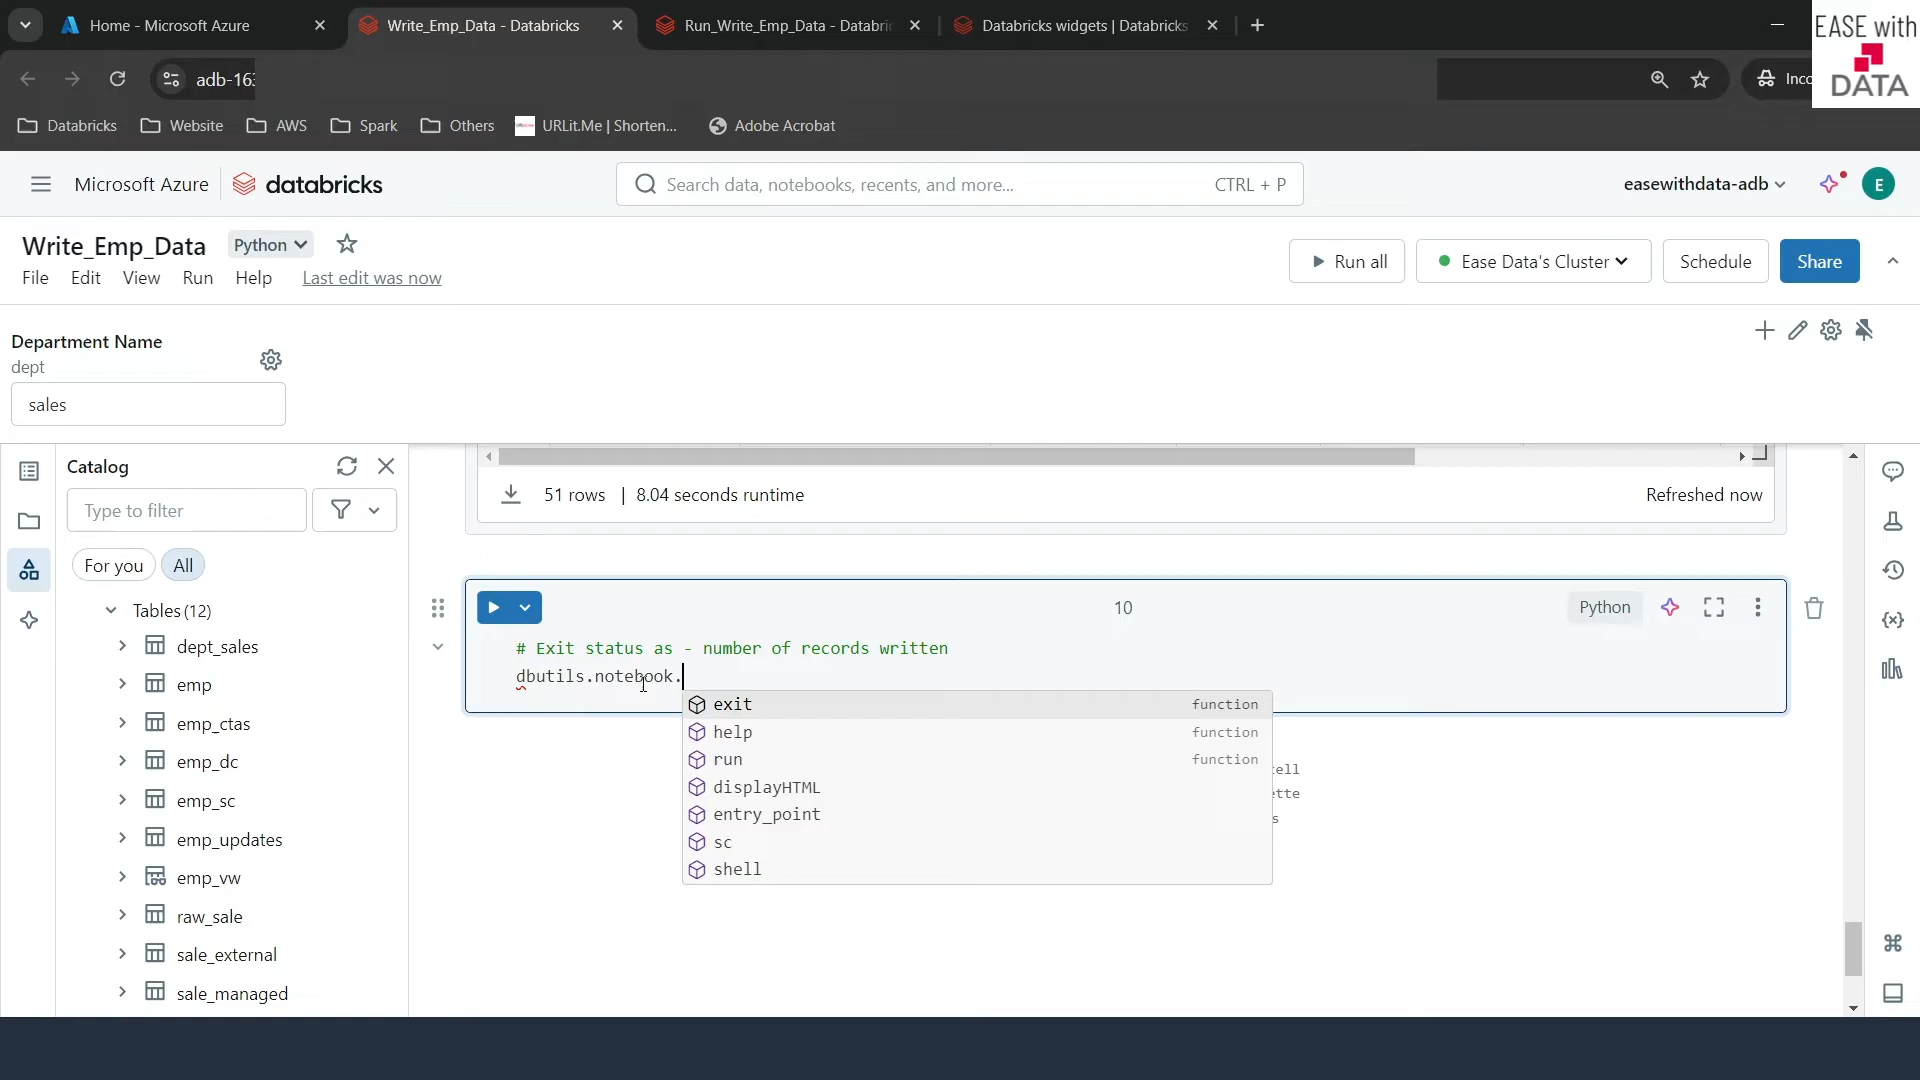 Home - Microsoft Azure
Write_Emp_Data - Databricks
Run_Write_Emp_Data - Databri
Databricks widgets | Databricks
EASE with
DATA
adb-163
Inco
Databricks
Website
AWS
Spark
Others
URLit.Me | Shorten...
Adobe Acrobat
Microsoft Azure
databricks
Search data, notebooks, recents, and more...
CTRL + P
easewithdata-adb
E
Write_Emp_Data
Python
File
Edit
View
Run
Help
Last edit was now
Run all
Ease Data's Cluster
Schedule
Share
Department Name
dept
sales
Catalog
Type to filter
For you
All
Tables (12)
dept_sales
emp
emp_ctas
emp_dc
emp_sc
emp_updates
emp_vw
raw_sale
sale_external
sale_managed
51 rows | 8.04 seconds runtime
Refreshed now
10
Python
# Exit status as - number of records written
dbutils.notebook.
exit function
help function
run function
displayHTML
entry_point
sc
shell
cell
ette
s